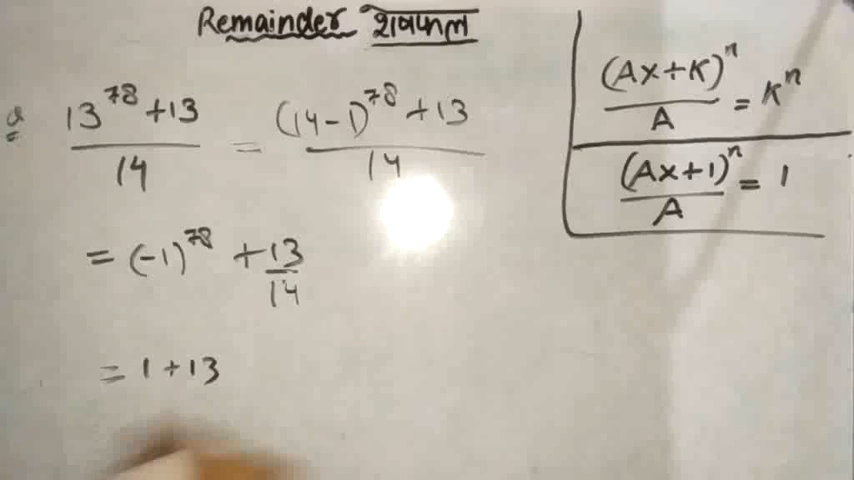 Remainder शेषफल
Q 13^78 + 13 / 14 = (14-1)^78 + 13 / 14
= (-1)^78 + 13/14
= 1 + 13
(Ax+K)^n / A = K^n
(Ax+1)^n / A = 1